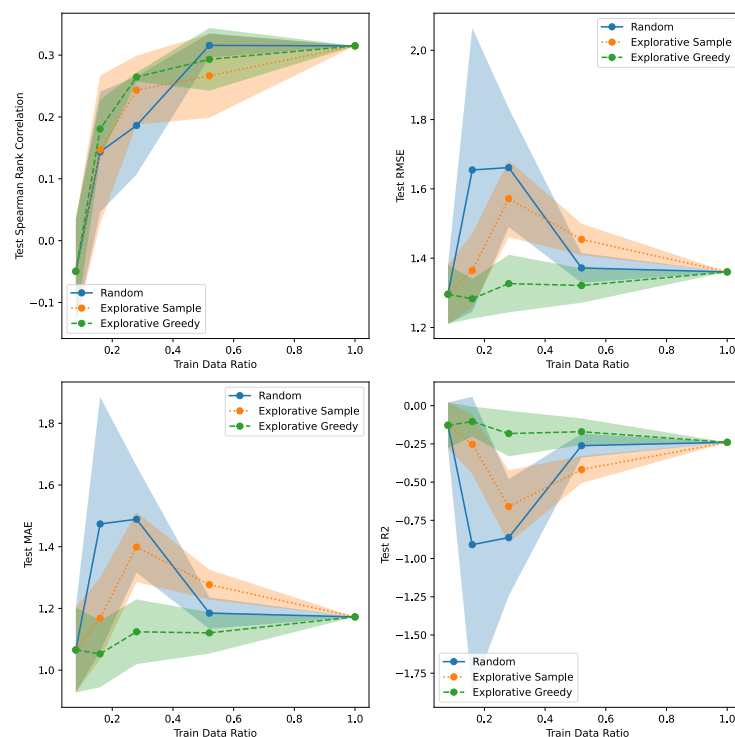 0.3
0.2
0.1
0.0
−0.1
Test Spearman Rank Correlation
Random
Explorative Sample
Explorative Greedy
0.2 0.4 0.6 0.8 1.0
Train Data Ratio
2.0
1.8
1.6
1.4
1.2
Test RMSE
Random
Explorative Sample
Explorative Greedy
0.2 0.4 0.6 0.8 1.0
Train Data Ratio
1.8
1.6
1.4
1.2
1.0
Test MAE
Random
Explorative Sample
Explorative Greedy
0.2 0.4 0.6 0.8 1.0
Train Data Ratio
0.00
−0.25
−0.50
−0.75
−1.00
−1.25
−1.50
−1.75
Test R2
Random
Explorative Sample
Explorative Greedy
0.2 0.4 0.6 0.8 1.0
Train Data Ratio